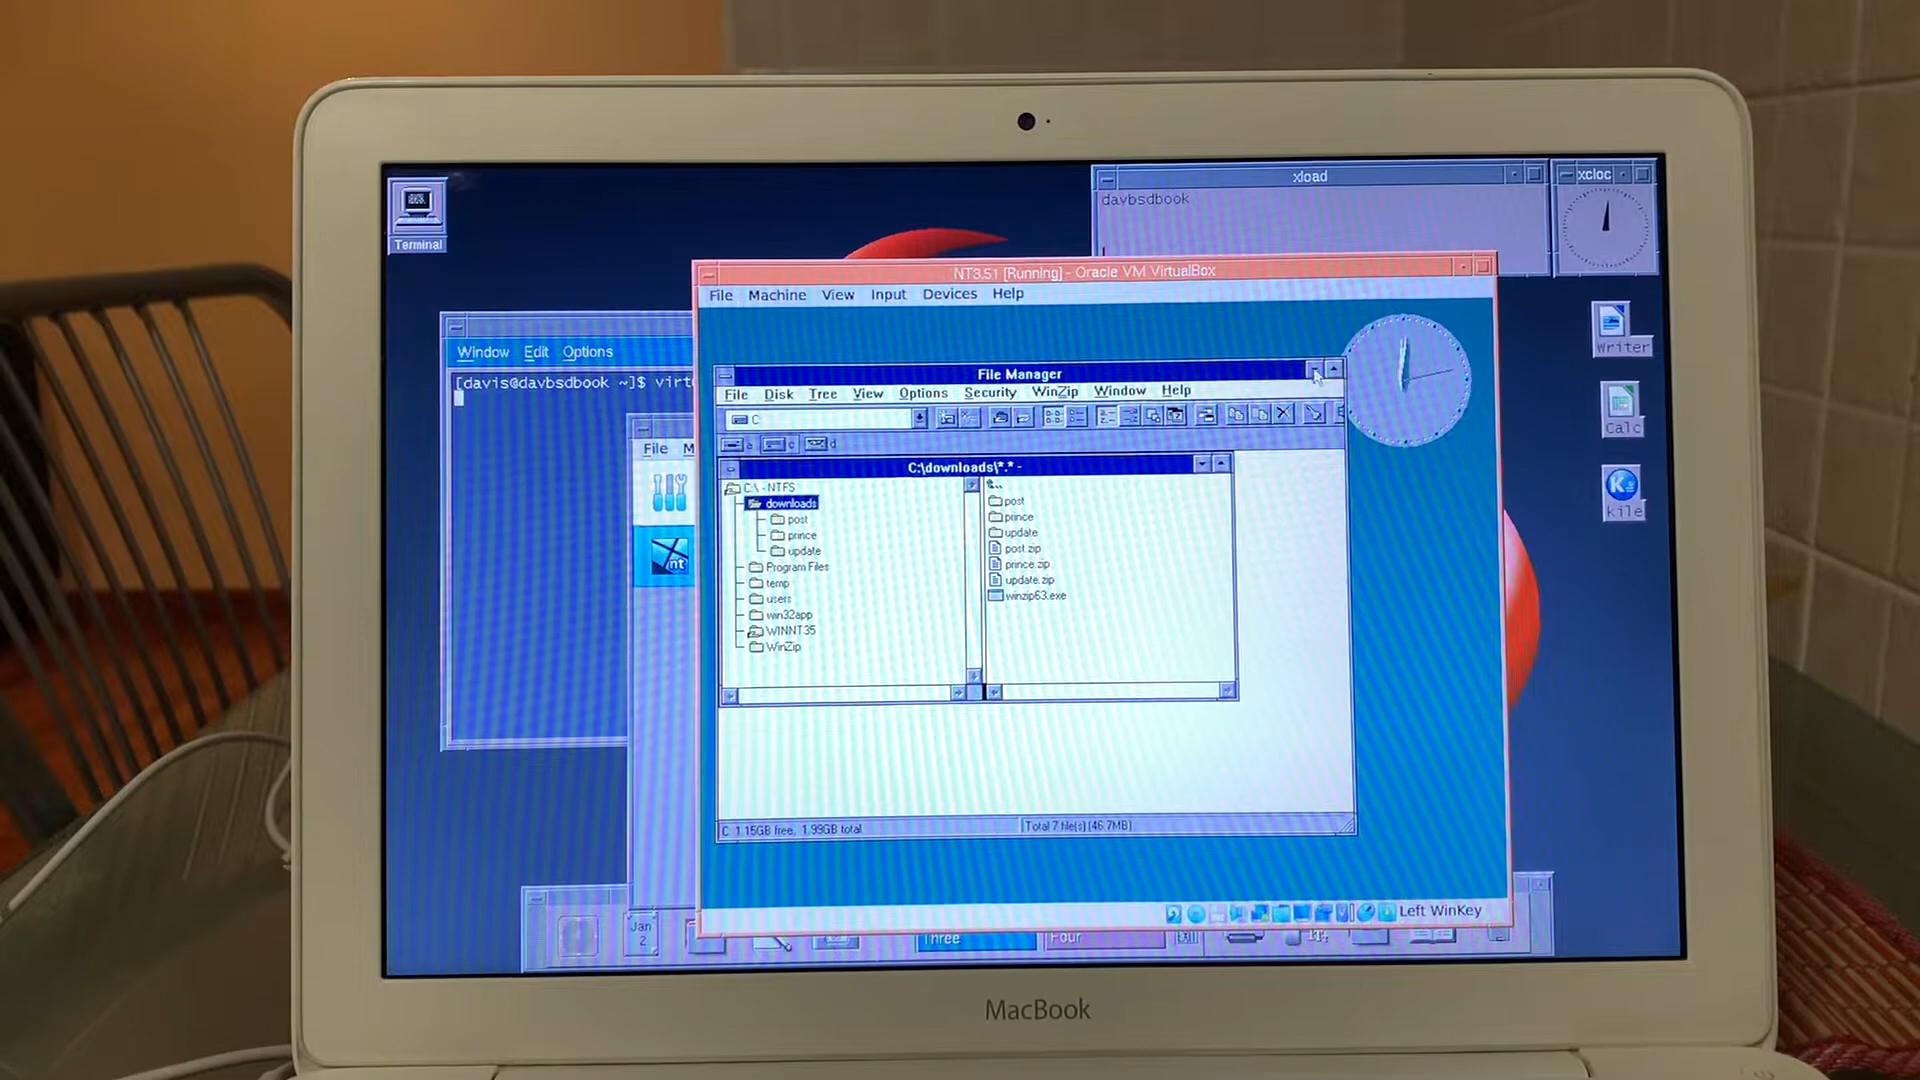 Terminal
xload
xcloc
davbsdbook
NT3.51 [Running] - Oracle VM VirtualBox
File Machine View Input Devices Help
Window Edit Options
[davis@davbsdbook ~]$ virt
File M
File Manager
File Disk Tree View Options Security WinZip Window Help
C
a c d
C:\downloads\*.* -
C:\ - NTFS
downloads
post
prince
update
Program Files
temp
users
win32app
WINNT35
WinZip
..
post
prince
update
post.zip
prince.zip
update.zip
winzip63.exe
C: 1.15GB free, 1.99GB total
Total 7 file(s) (46.7MB)
nt
Writer
Calc
K
kile
Left WinKey
Jan
2
Three
Four
EXIT
MacBook